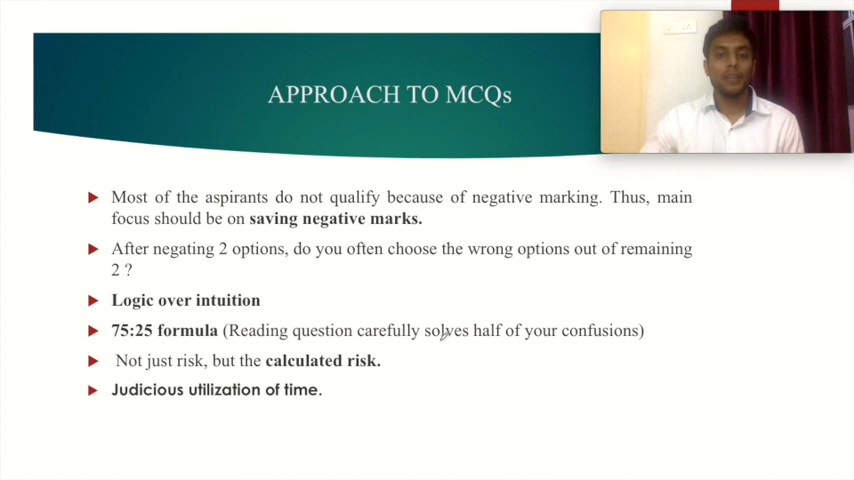 APPROACH TO MCQs
Most of the aspirants do not qualify because of negative marking. Thus, main
focus should be on saving negative marks.
After negating 2 options, do you often choose the wrong options out of remaining
2 ?
Logic over intuition
75:25 formula (Reading question carefully solves half of your confusions)
Not just risk, but the calculated risk.
Judicious utilization of time.